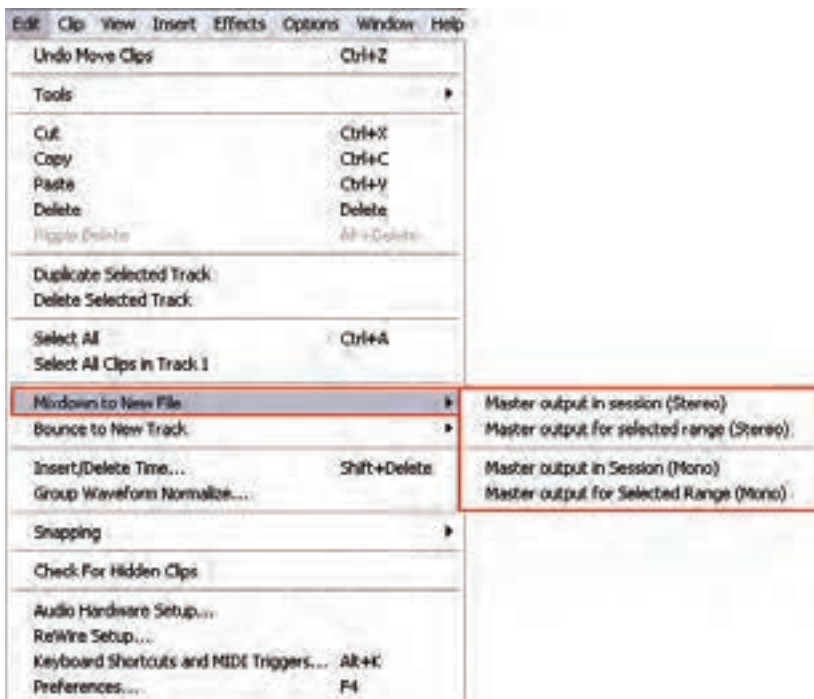 Edit Clip View Insert Effects Options Window Help
Undo Move Clips Ctrl+Z
Tools
Cut Ctrl+X
Copy Ctrl+C
Paste Ctrl+V
Delete Delete
Ripple Delete Alt+Delete
Duplicate Selected Track
Delete Selected Track
Select All Ctrl+A
Select All Clips in Track 1
Mixdown to New File
Master output in session (Stereo)
Bounce to New Track
Master output for selected range (Stereo)
Insert/Delete Time... Shift+Delete
Master output in Session (Mono)
Group Waveform Normalize...
Master output for Selected Range (Mono)
Snapping
Check For Hidden Clips
Audio Hardware Setup...
ReWire Setup...
Keyboard Shortcuts and MIDI Triggers... Alt+K
Preferences... F4